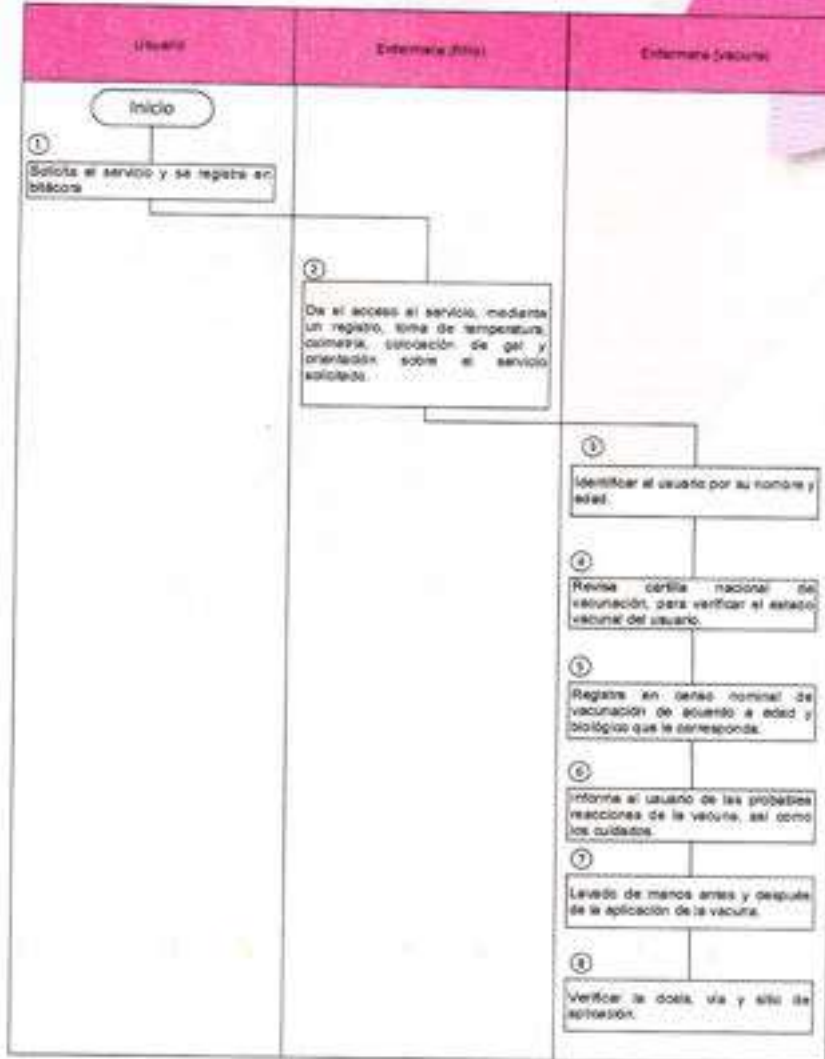 Usuario
Enfermera (filtro)
Enfermera (vacuna)
Inicio
1
Solicita el servicio y se registra en
bitácora
2
Da el acceso al servicio, mediante
un registro, toma de temperatura,
oximetría, colocación de gel y
orientación sobre el servicio
solicitado.
3
Identificar al usuario por su nombre y
edad.
4
Revisa cartilla nacional de
vacunación, para verificar el estado
vacunal del usuario.
5
Registra en censo nominal de
vacunación de acuerdo a edad y
biológico que le corresponda.
6
Informa al usuario de las probables
reacciones de la vacuna, así como
los cuidados.
7
Lavado de manos antes y después
de la aplicación de la vacuna.
8
Verificar la dosis, vía y sitio de
aplicación.